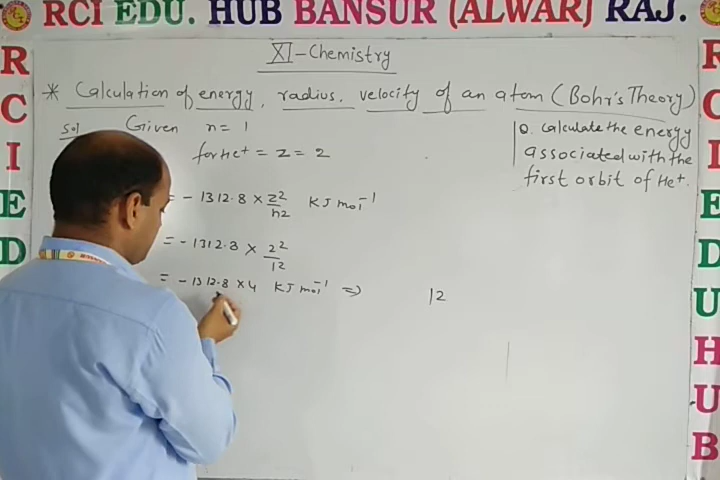 RCI EDU. HUB BANSUR (ALWAR) RAJ.
R
C
I
E
D
R
C
I
E
D
U
H
U
B
XI-Chemistry
* Calculation of energy, radius, velocity of an atom (Bohr's Theory)
Sol Given n = 1
for He+ = Z = 2
= - 1312.8 × Z2/n2 KJ mol-1
= - 1312.8 × 2 2/12
= - 1312.8 × 4 KJ mol-1 ⇒ 12
Q. Calculate the energy
associated with the
first orbit of He+.